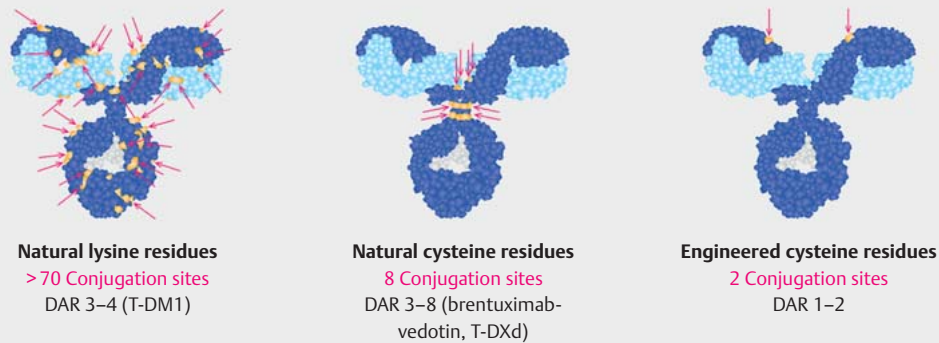 Natural lysine residues
> 70 Conjugation sites
DAR 3–4 (T-DM1)
Natural cysteine residues
8 Conjugation sites
DAR 3–8 (brentuximab-
vedotin, T-DXd)
Engineered cysteine residues
2 Conjugation sites
DAR 1–2